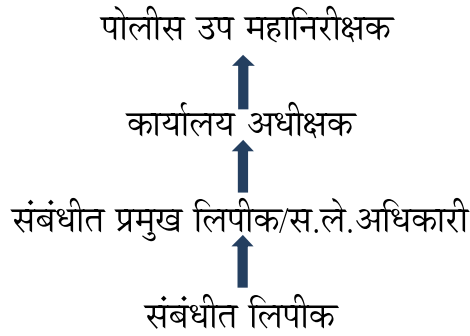 पोलीस उप महानिरीक्षक
कार्यालय अधीक्षक
संबंधीत प्रमुख लिपीक/स.ले.अधिकारी
संबंधीत लिपीक